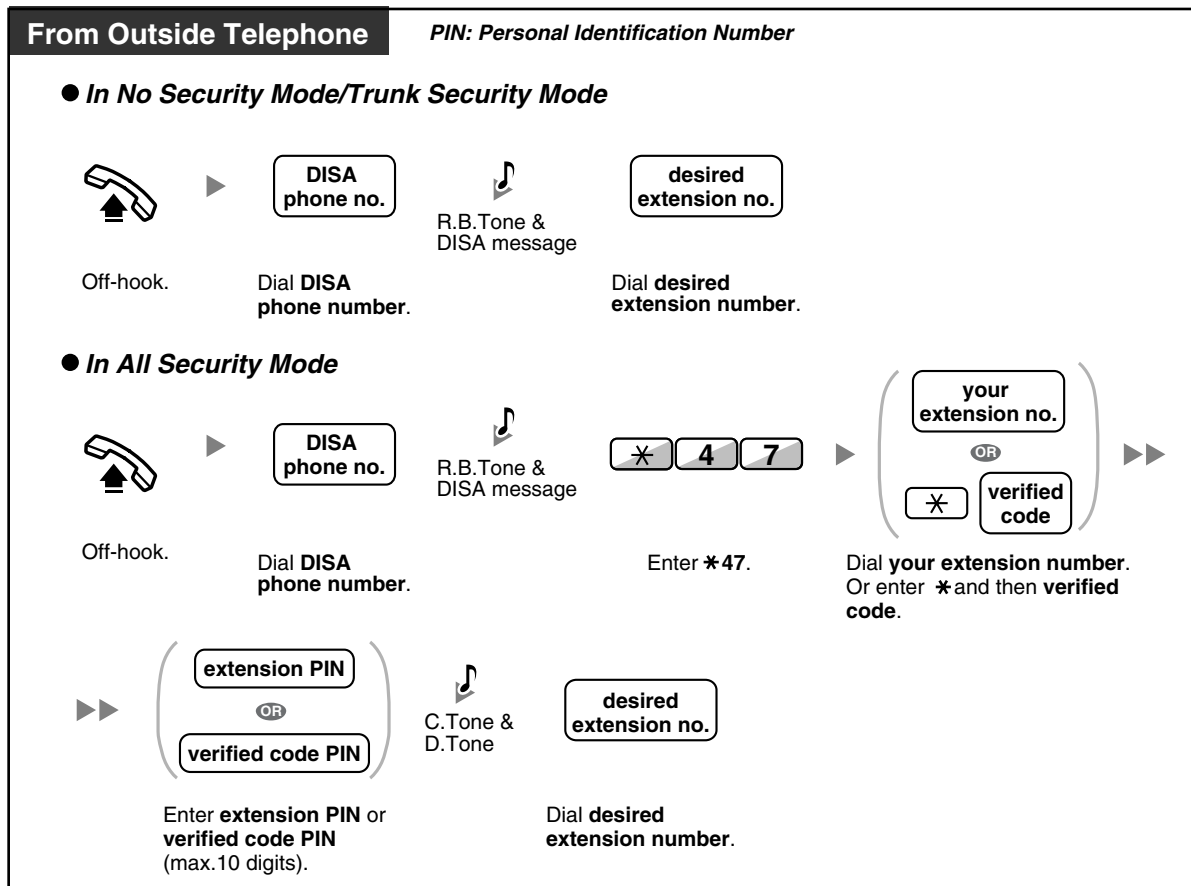 From Outside Telephone
PIN: Personal Identification Number
● In No Security Mode/Trunk Security Mode
DISA
phone no.
R.B.Tone &
DISA message
desired
extension no.
Off-hook.
Dial DISA
phone number.
Dial desired
extension number.
● In All Security Mode
DISA
phone no.
R.B.Tone &
DISA message
* 4 7
your
extension no.
OR
* verified
code
Off-hook.
Dial DISA
phone number.
Enter *47.
Dial your extension number.
Or enter * and then verified
code.
extension PIN
OR
verified code PIN
C.Tone &
D.Tone
desired
extension no.
Enter extension PIN or
verified code PIN
(max.10 digits).
Dial desired
extension number.